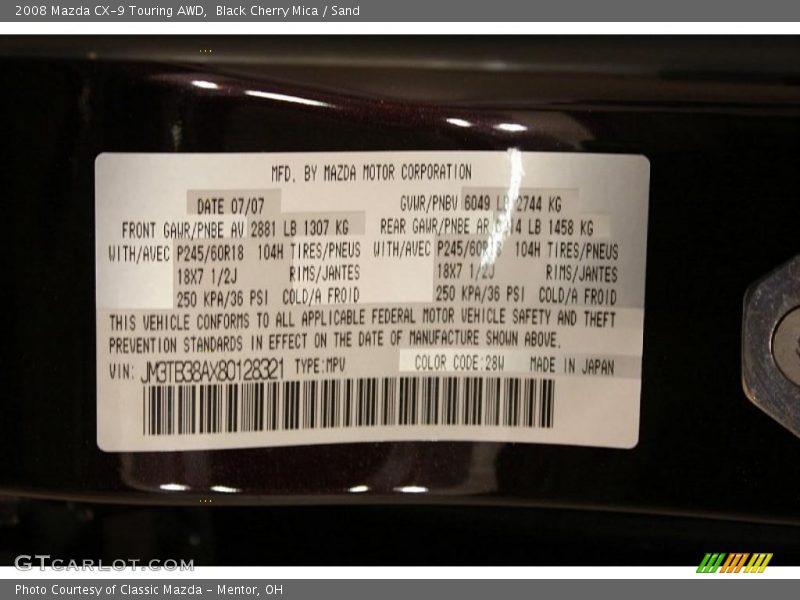 2008 Mazda CX-9 Touring AWD, Black Cherry Mica / Sand
MFD. BY MAZDA MOTOR CORPORATION
DATE 07/07 GVWR/PNBV 6049 LB 2744 KG
FRONT GAWR/PNBE AV 2881 LB 1307 KG REAR GAWR/PNBE AR LB 1458 KG
WITH/AVEC P245/60R18 104H TIRES/PNEUS WITH/AVEC P245/60R18 104H TIRES/PNEUS
18X7 1/2J RIMS/JANTES 18X7 1/2J RIMS/JANTES
250 KPA/36 PSI COLD/A FROID 250 KPA/36 PSI COLD/A FROID
THIS VEHICLE CONFORMS TO ALL APPLICABLE FEDERAL MOTOR VEHICLE SAFETY AND THEFT
PREVENTION STANDARDS IN EFFECT ON THE DATE OF MANUFACTURE SHOWN ABOVE.
VIN: JM3TB38AX80128321 TYPE:MPV COLOR CODE:28W MADE IN JAPAN
GTCARLOT.COM
Photo Courtesy of Classic Mazda - Mentor, OH